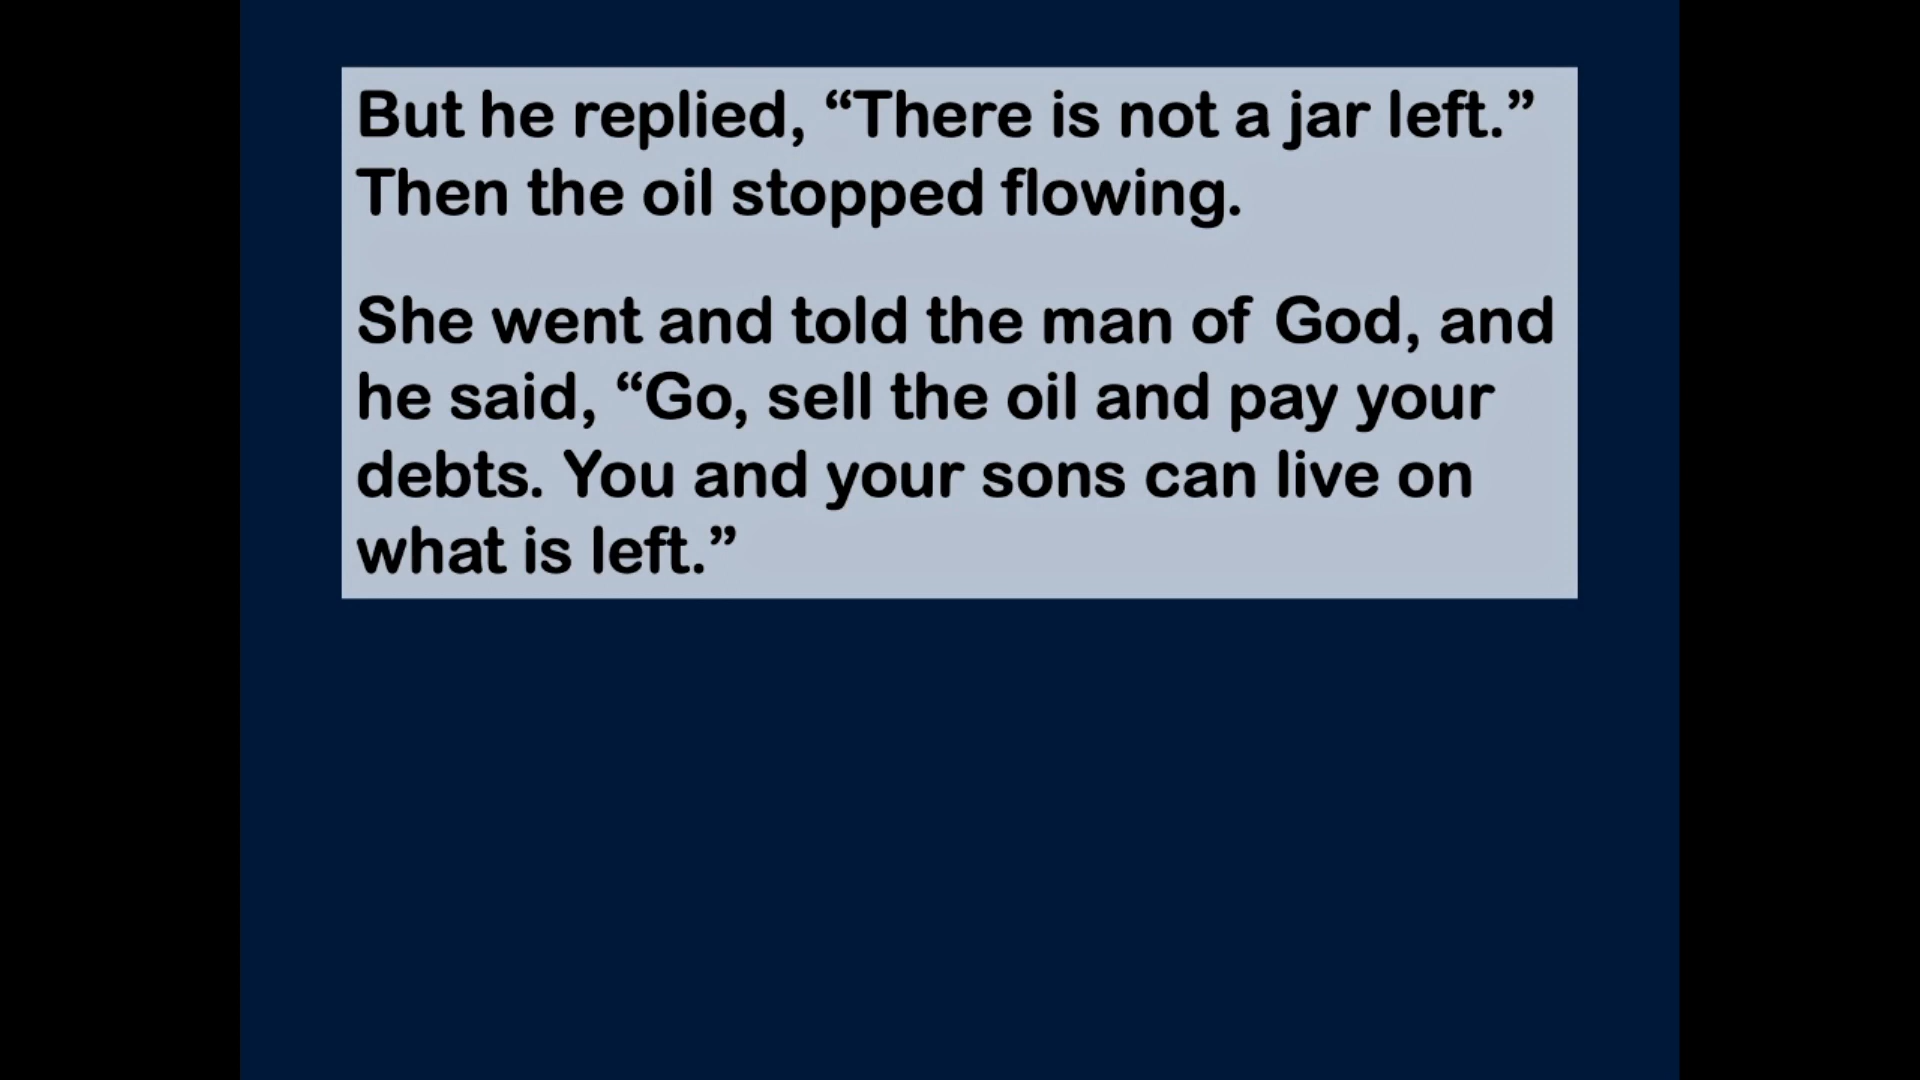 But he replied, “There is not a jar left.”
Then the oil stopped flowing.
She went and told the man of God, and
he said, “Go, sell the oil and pay your
debts. You and your sons can live on
what is left.”